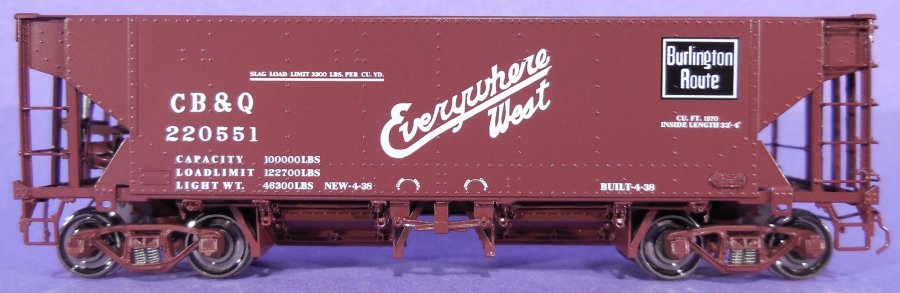 SLAG LOAD LIMIT 3300 LBS. PER CU. YD.
CB&Q
220551
CAPACITY 100000LBS
LOADLIMIT 122700LBS
LIGHT WT. 46300LBS NEW-4-38
Everywhere
West
Burlington
Route
CU. FT. 1970
INSIDE LENGTH 33'-4"
BUILT-4-38